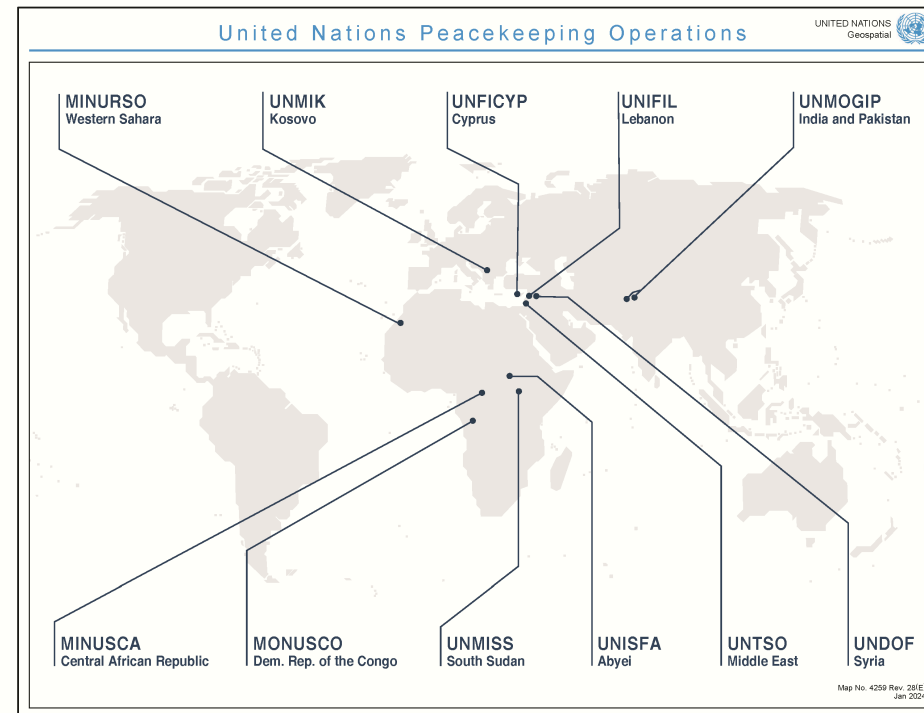 United Nations Peacekeeping Operations
UNITED NATIONS
Geospatial
MINURSO
Western Sahara
UNMIK
Kosovo
UNFICYP
Cyprus
UNIFIL
Lebanon
UNMOGIP
India and Pakistan
MINUSCA
Central African Republic
MONUSCO
Dem. Rep. of the Congo
UNMISS
South Sudan
UNISFA
Abyei
UNTSO
Middle East
UNDOF
Syria
Map No. 4259 Rev. 28(E
Jan 2024